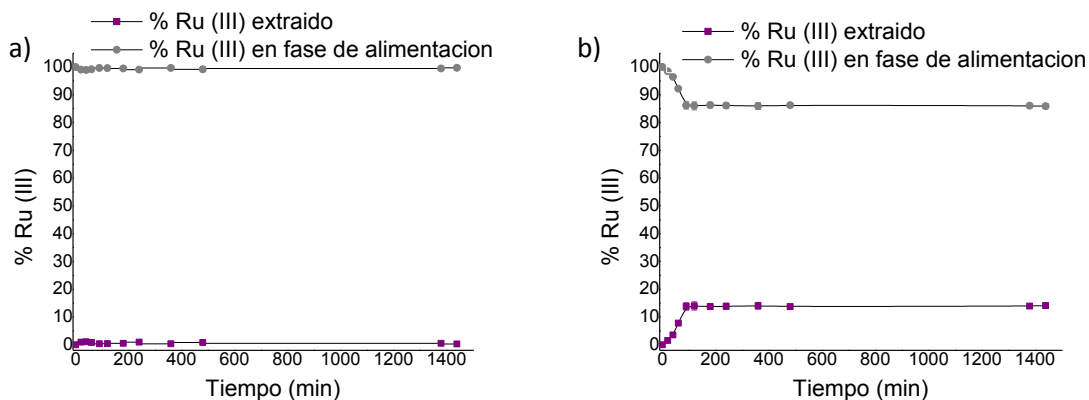 a)
% Ru (III) extraido
% Ru (III) en fase de alimentacion
100
90
80
70
60
50
40
30
20
10
0
% Ru (III)
0 200 400 600 800 1000 1200 1400
Tiempo (min)
b)
% Ru (III) extraido
% Ru (III) en fase de alimentacion
100
90
80
70
60
50
40
30
20
10
0
% Ru (III)
0 200 400 600 800 1000 1200 1400
Tiempo (min)